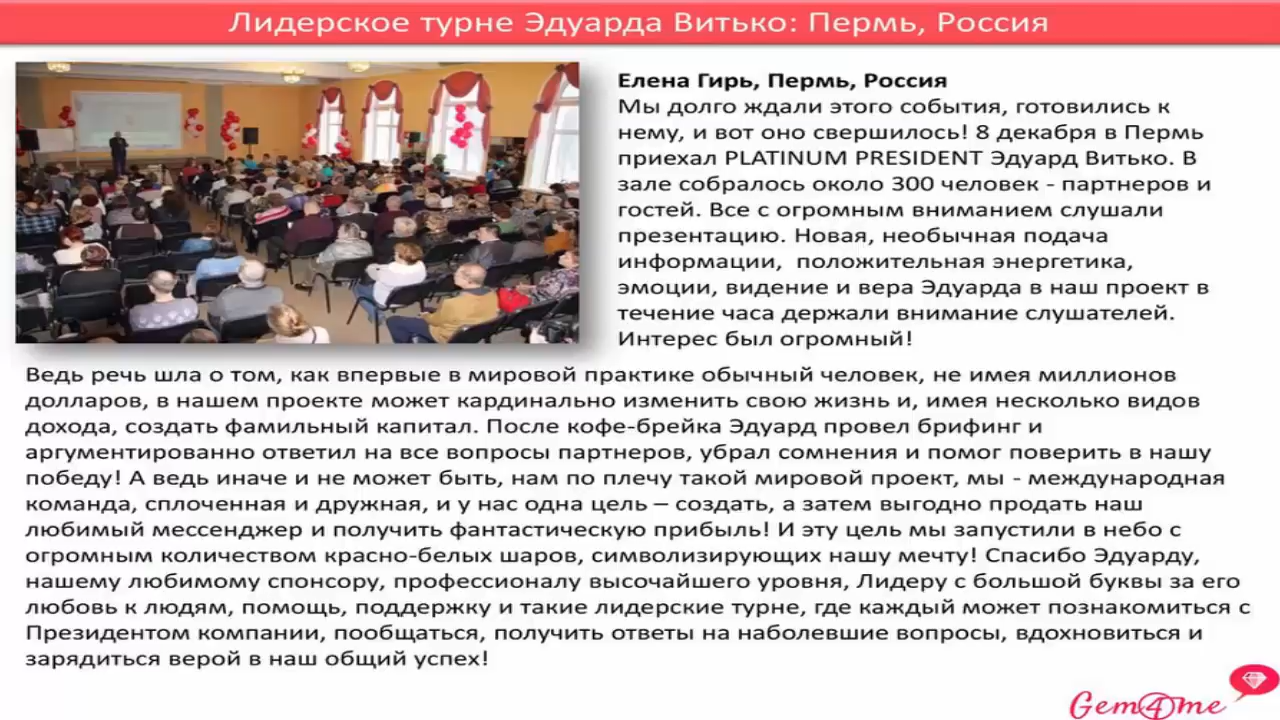 Лидерское турне Эдуарда Витько: Пермь, Россия
Елена Гирь, Пермь, Россия
Мы долго ждали этого события, готовились к
нему, и вот оно свершилось! 8 декабря в Пермь
приехал PLATINUM PRESIDENT Эдуард Витько. В
зале собралось около 300 человек - партнеров и
гостей. Все с огромным вниманием слушали
презентацию. Новая, необычная подача
информации,  положительная энергетика,
эмоции, видение и вера Эдуарда в наш проект в
течение часа держали внимание слушателей.
Интерес был огромный!
Ведь речь шла о том, как впервые в мировой практике обычный человек, не имея миллионов
долларов, в нашем проекте может кардинально изменить свою жизнь и, имея несколько видов
дохода, создать фамильный капитал. После кофе-брейка Эдуард провел брифинг и
аргументированно ответил на все вопросы партнеров, убрал сомнения и помог поверить в нашу
победу! А ведь иначе и не может быть, нам по плечу такой мировой проект, мы - международная
команда, сплоченная и дружная, и у нас одна цель – создать, а затем выгодно продать наш
любимый мессенджер и получить фантастическую прибыль! И эту цель мы запустили в небо с
огромным количеством красно-белых шаров, символизирующих нашу мечту! Спасибо Эдуарду,
нашему любимому спонсору, профессионалу высочайшего уровня, Лидеру с большой буквы за его
любовь к людям, помощь, поддержку и такие лидерские турне, где каждый может познакомиться с
Президентом компании, пообщаться, получить ответы на наболевшие вопросы, вдохновиться и
зарядиться верой в наш общий успех!
Gem4me